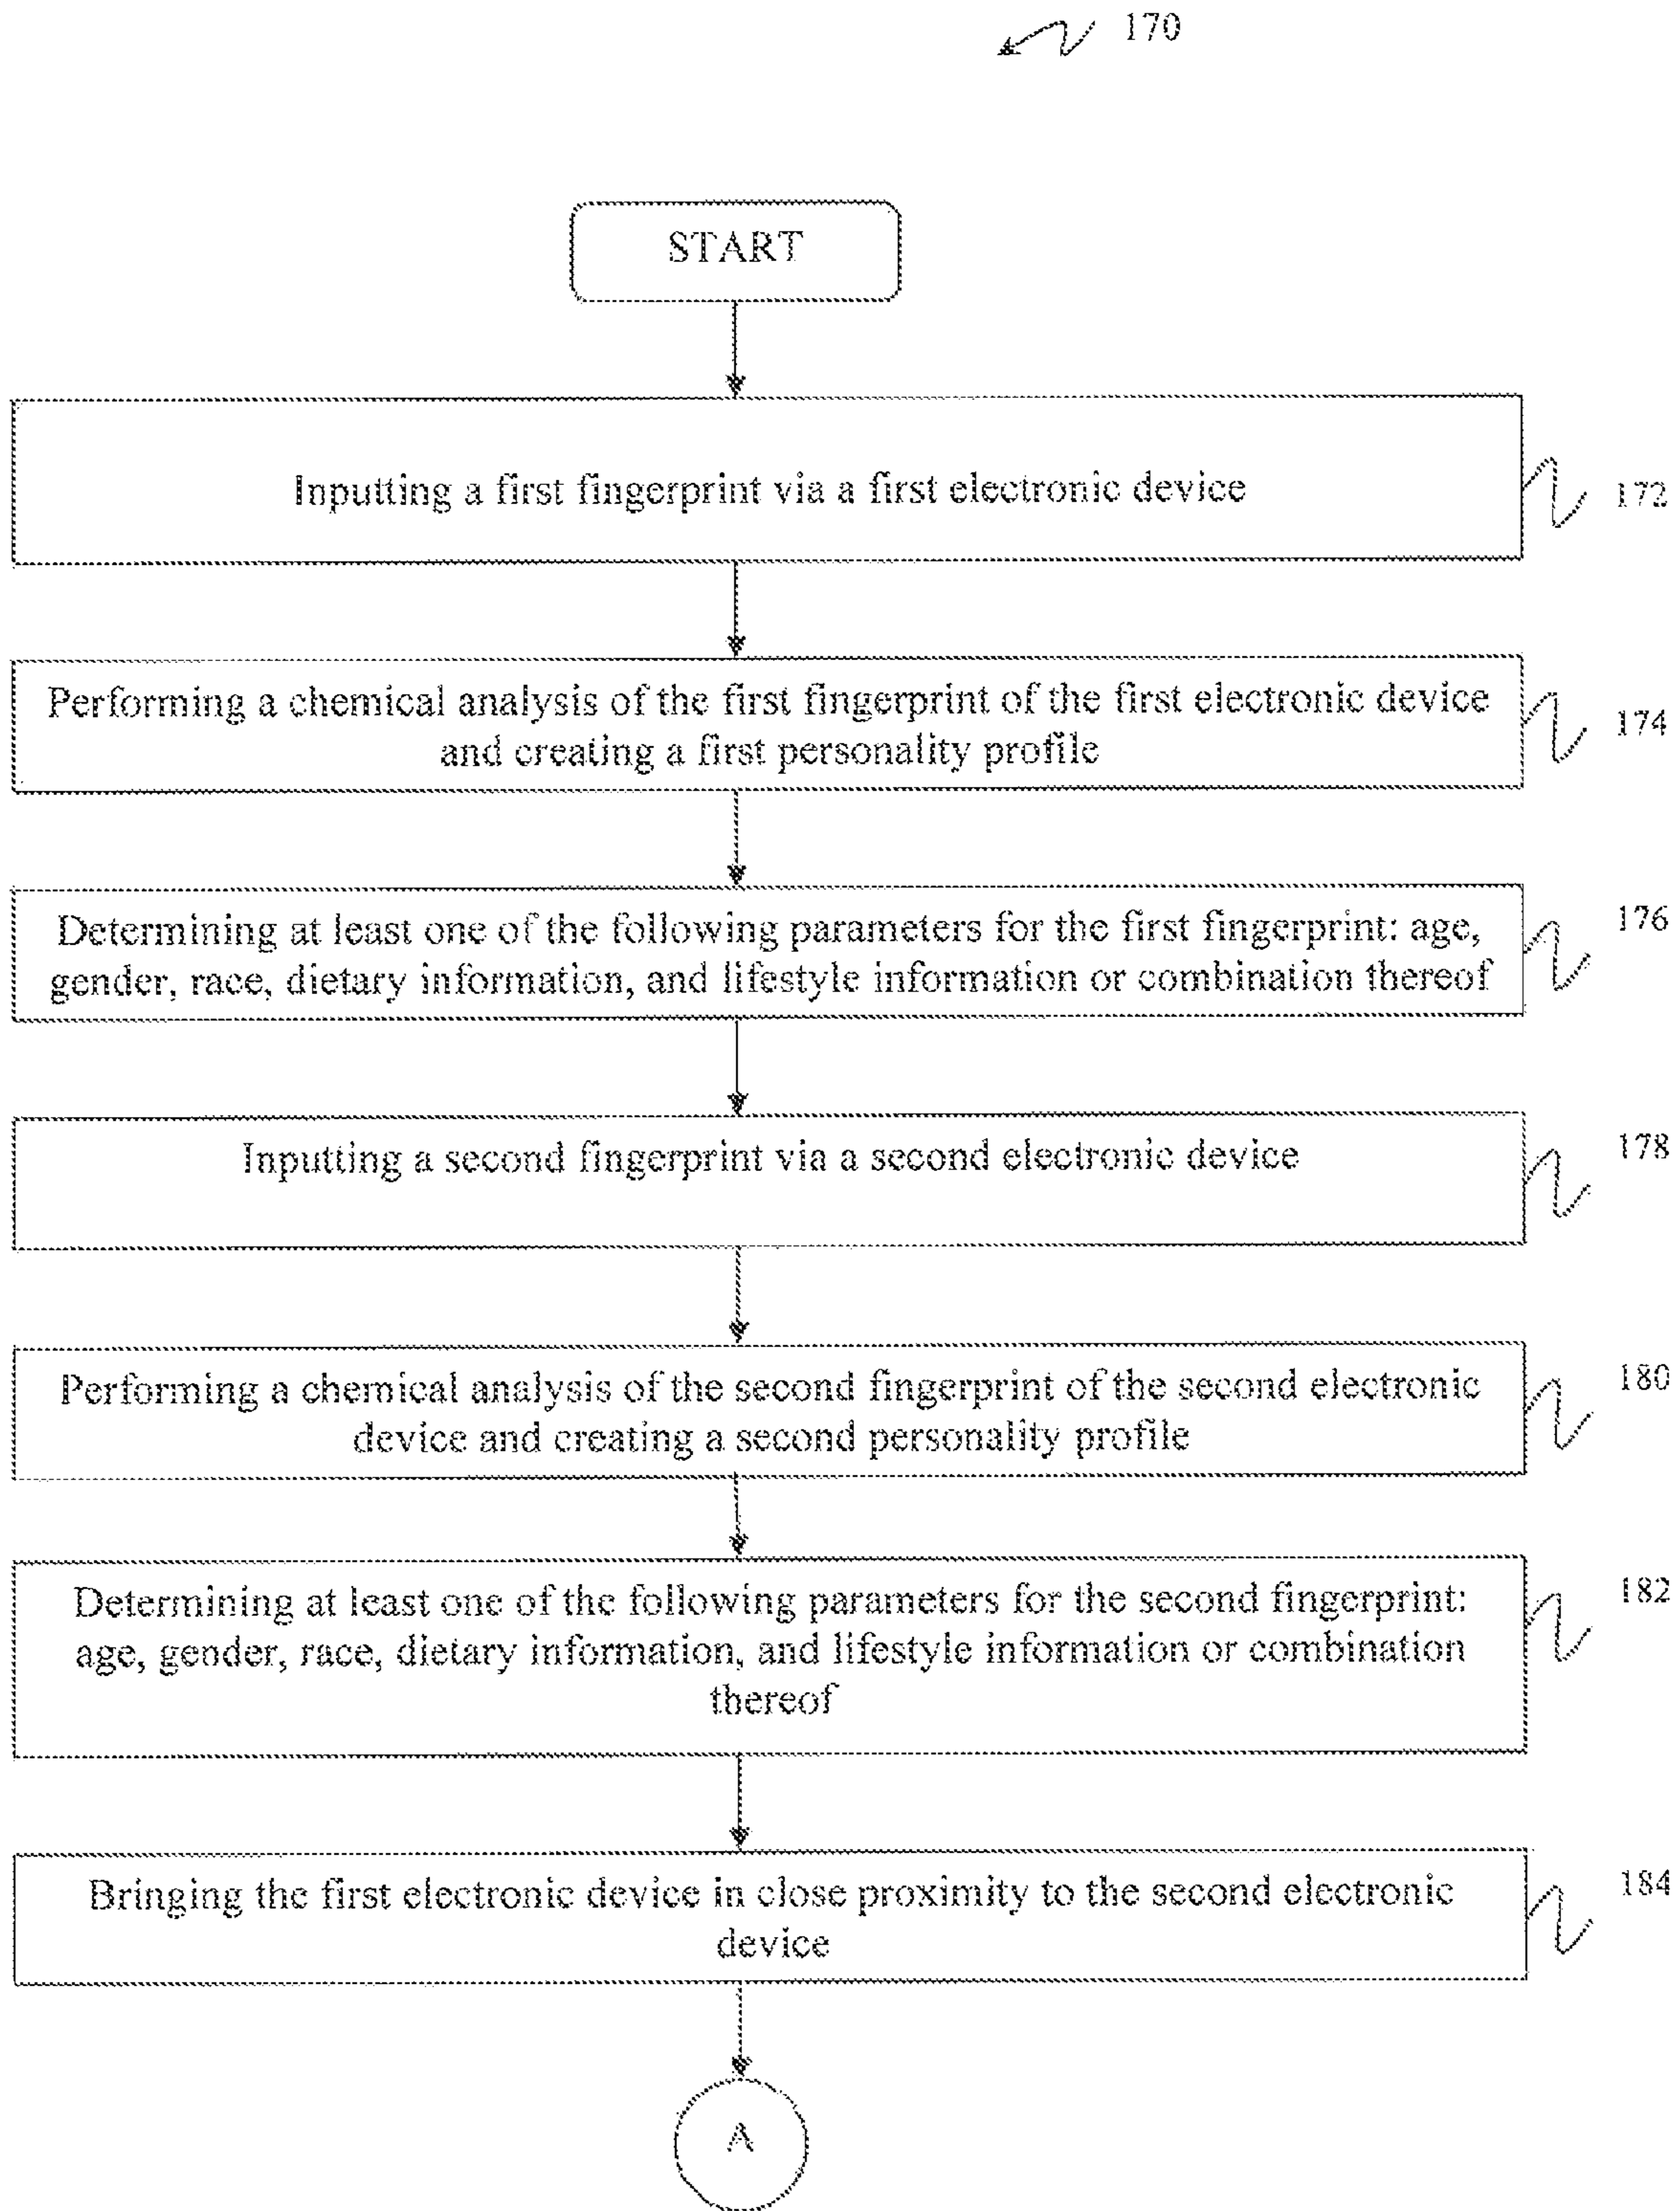 170
START
Inputting a first fingerprint via a first electronic device
172
Performing a chemical analysis of the first fingerprint of the first electronic device
and creating a first personality profile
174
Determining at least one of the following parameters for the first fingerprint: age,
gender, race, dietary information, and lifestyle information or combination thereof
176
Inputting a second fingerprint via a second electronic device
178
Performing a chemical analysis of the second fingerprint of the second electronic
device and creating a second personality profile
180
Determining at least one of the following parameters for the second fingerprint:
age, gender, race, dietary information, and lifestyle information or combination
thereof
182
Bringing the first electronic device in close proximity to the second electronic
device
184
A